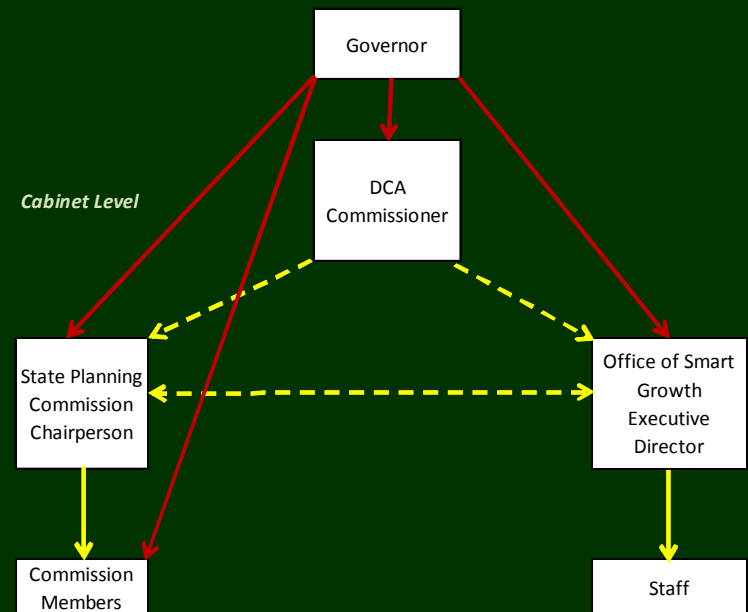 Governor
DCA
Commissioner
Cabinet Level
State Planning
Commission
Chairperson
Office of Smart
Growth
Executive
Director
Commission
Members
Staff